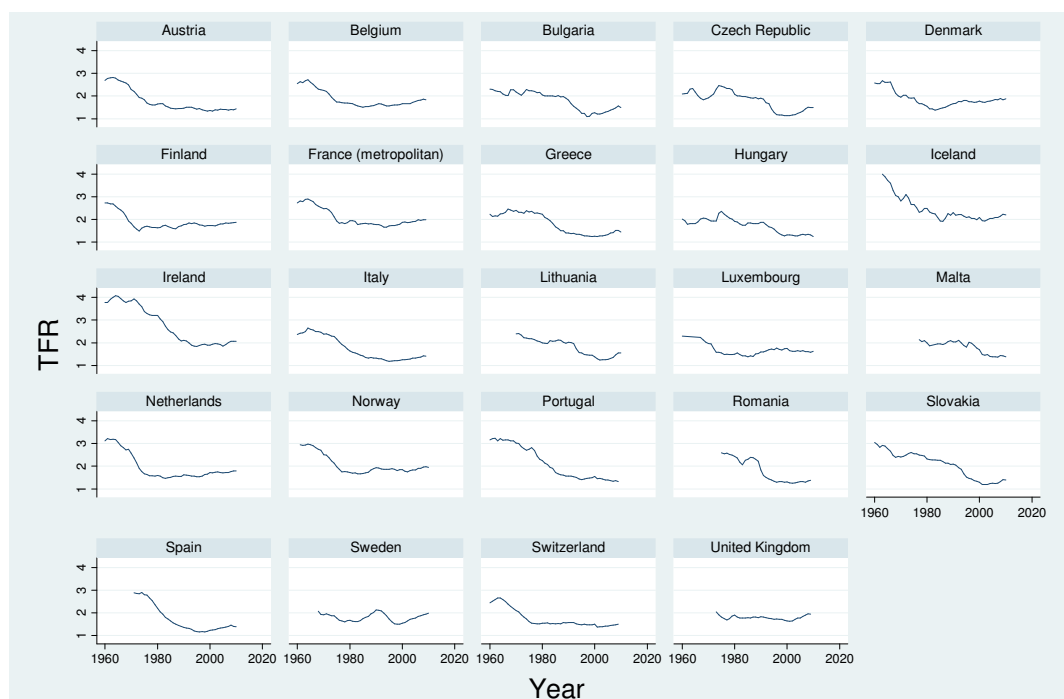 Austria
Belgium
Bulgaria
Czech Republic
Denmark
4
3
2
1
Finland
France (metropolitan)
Greece
Hungary
Iceland
4
3
2
1
Ireland
Italy
Lithuania
Luxembourg
Malta
4
3
2
1
TFR
Netherlands
Norway
Portugal
Romania
Slovakia
4
3
2
1
1960 1980 2000 2020
Spain
Sweden
Switzerland
United Kingdom
4
3
2
1
1960 1980 2000 2020
1960 1980 2000 2020
1960 1980 2000 2020
1960 1980 2000 2020
Year